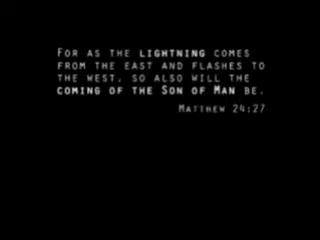 For as the lightning comes
from the east and flashes to
the west, so also will the
coming of the Son of Man be.
Matthew 24:27